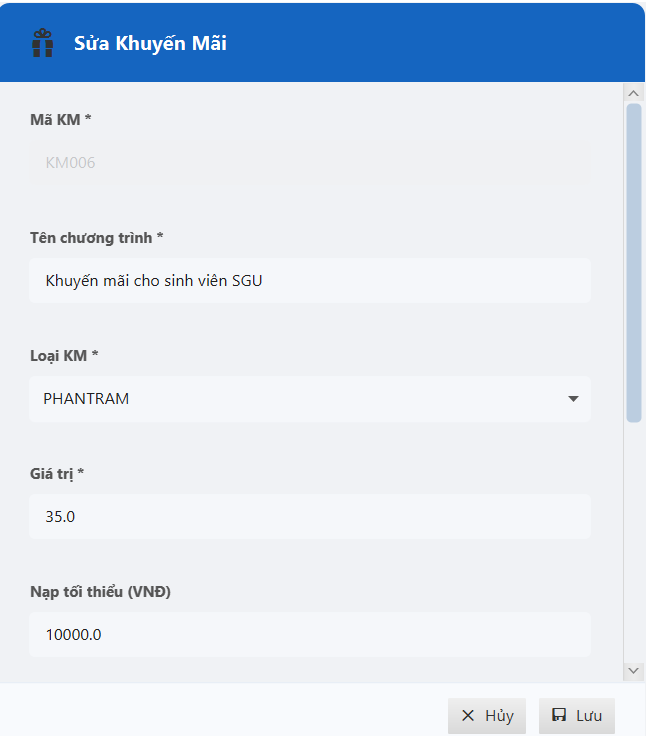 Sửa Khuyến Mãi
Mã KM *
KM006
Tên chương trình *
Khuyến mãi cho sinh viên SGU
Loại KM *
PHANTRAM
Giá trị *
35.0
Nạp tối thiểu (VNĐ)
10000.0
Hủy
Lưu